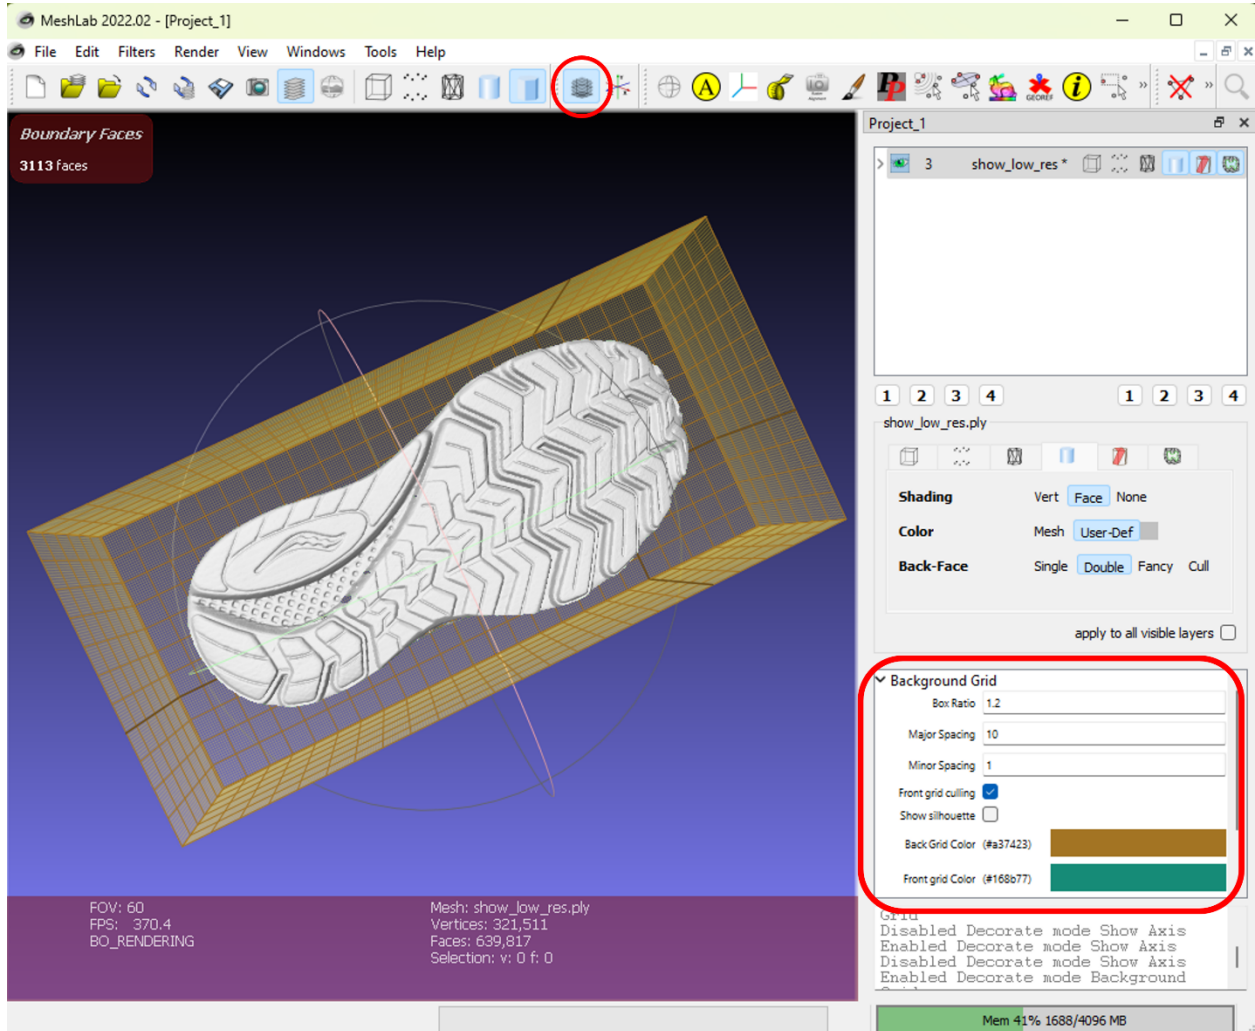 MeshLab 2022.02 - [Project_1]
File Edit Filters Render View Windows Tools Help
A Pp GEOREF i » »
Boundary Faces
3113 faces
Project_1
3 show_low_res *
1 2 3 4 1 2 3 4
show_low_res.ply
Shading Vert Face None
Color Mesh User-Def
Back-Face Single Double Fancy Cull
apply to all visible layers
Background Grid
Box Ratio 1.2
Major Spacing 10
Minor Spacing 1
Front grid culling
Show silhouette
Back Grid Color (#a37423)
Front grid Color (#168b77)
Grid
Disabled Decorate mode Show Axis
Enabled Decorate mode Show Axis
Disabled Decorate mode Show Axis
Enabled Decorate mode Background
FOV: 60
FPS: 370.4
BO_RENDERING
Mesh: show_low_res.ply
Vertices: 321,511
Faces: 639,817
Selection: v: 0 f: 0
Mem 41% 1688/4096 MB